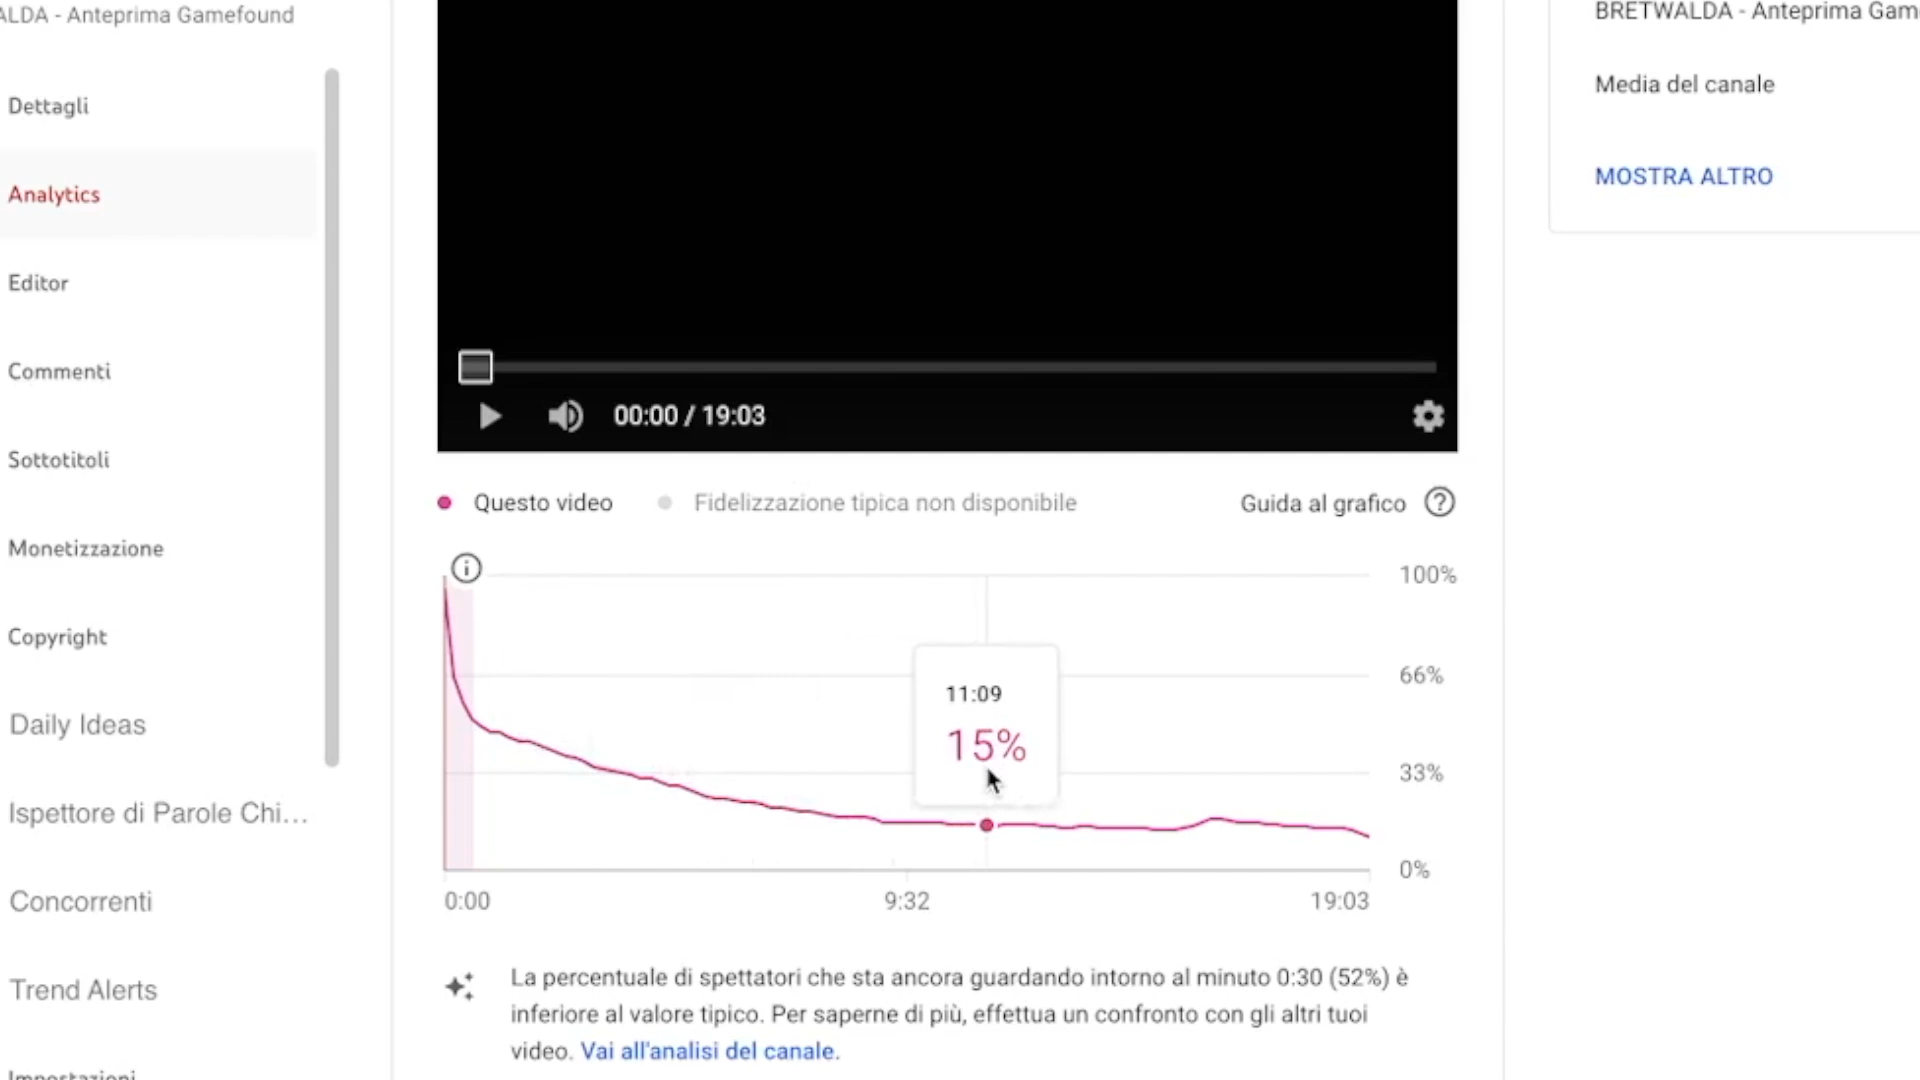 ALDA - Anteprima Gamefound
Dettagli
Analytics
Editor
Commenti
Sottotitoli
Monetizzazione
Copyright
Daily Ideas
Ispettore di Parole Chi...
Concorrenti
Trend Alerts
Impostazioni
00:00 / 19:03
Questo video
Fidelizzazione tipica non disponibile
Guida al grafico
100%
66%
33%
0%
11:09
15%
0:00
9:32
19:03
La percentuale di spettatori che sta ancora guardando intorno al minuto 0:30 (52%) è
inferiore al valore tipico. Per saperne di più, effettua un confronto con gli altri tuoi
video. Vai all'analisi del canale.
BRETWALDA - Anteprima Gam
Media del canale
MOSTRA ALTRO